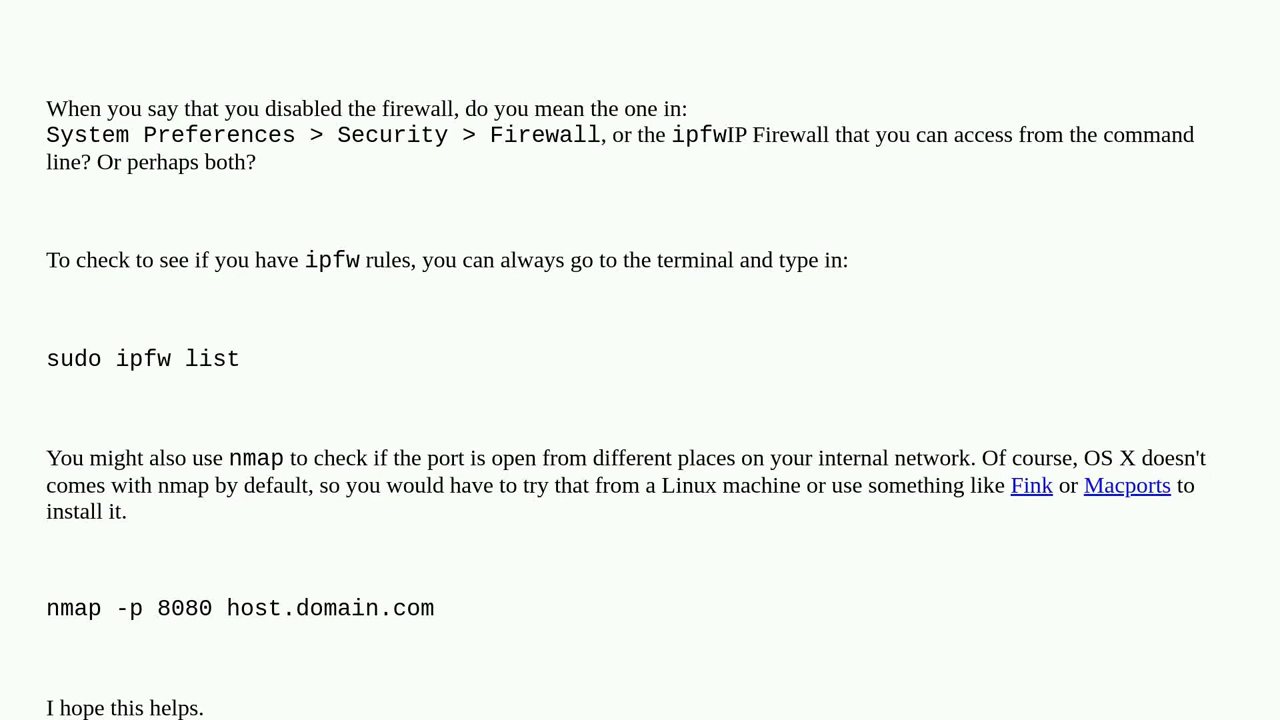 When you say that you disabled the firewall, do you mean the one in:
System Preferences > Security > Firewall, or the ipfwIP Firewall that you can access from the command
line? Or perhaps both?
To check to see if you have ipfw rules, you can always go to the terminal and type in:
sudo ipfw list
You might also use nmap to check if the port is open from different places on your internal network. Of course, OS X doesn't
comes with nmap by default, so you would have to try that from a Linux machine or use something like Fink or Macports to
install it.
nmap -p 8080 host.domain.com
I hope this helps.